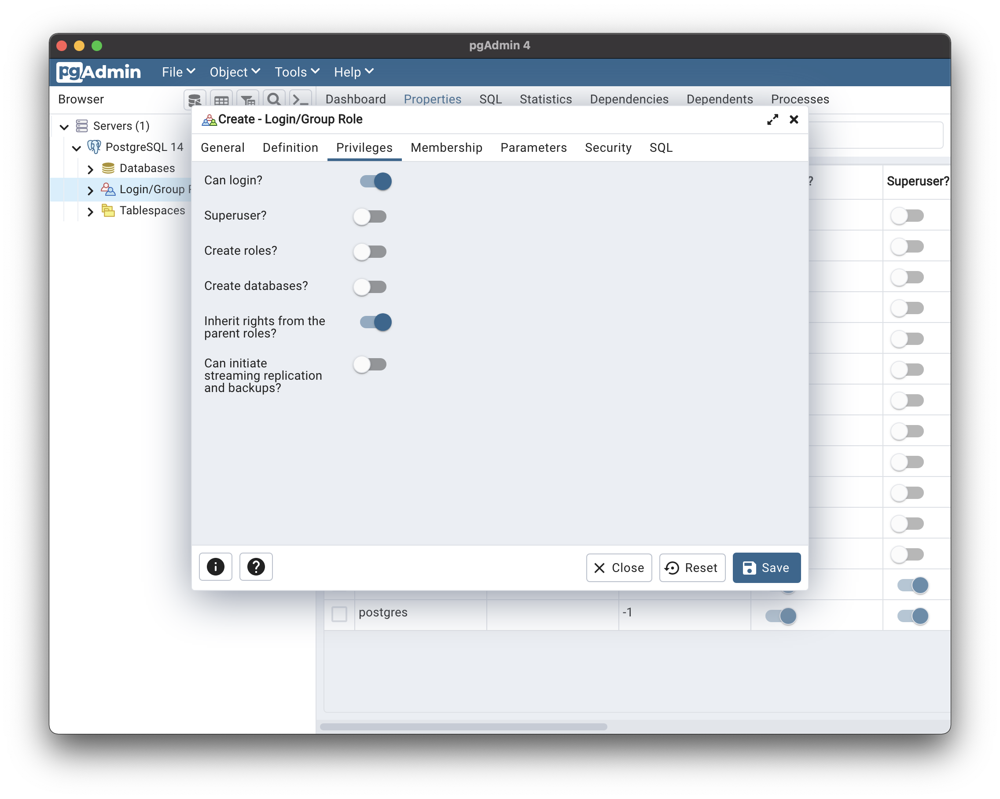 pgAdmin 4
pgAdmin File Object Tools Help
Browser
Dashboard Properties SQL Statistics Dependencies Dependents Processes
Servers (1)
PostgreSQL 14
Databases
Login/Group
Tablespaces
Create - Login/Group Role
General Definition Privileges Membership Parameters Security SQL
Can login?
Superuser?
Create roles?
Create databases?
Inherit rights from the
parent roles?
Can initiate
streaming replication
and backups?
Close Reset Save
? Superuser?
postgres -1